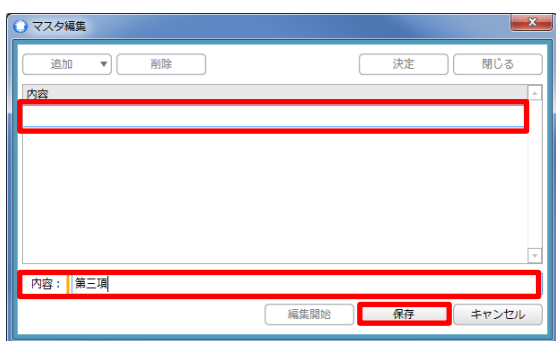 マスタ編集
追加 ▼ 削除 決定 閉じる
内容
内容： 第三項
編集開始 保存 キャンセル